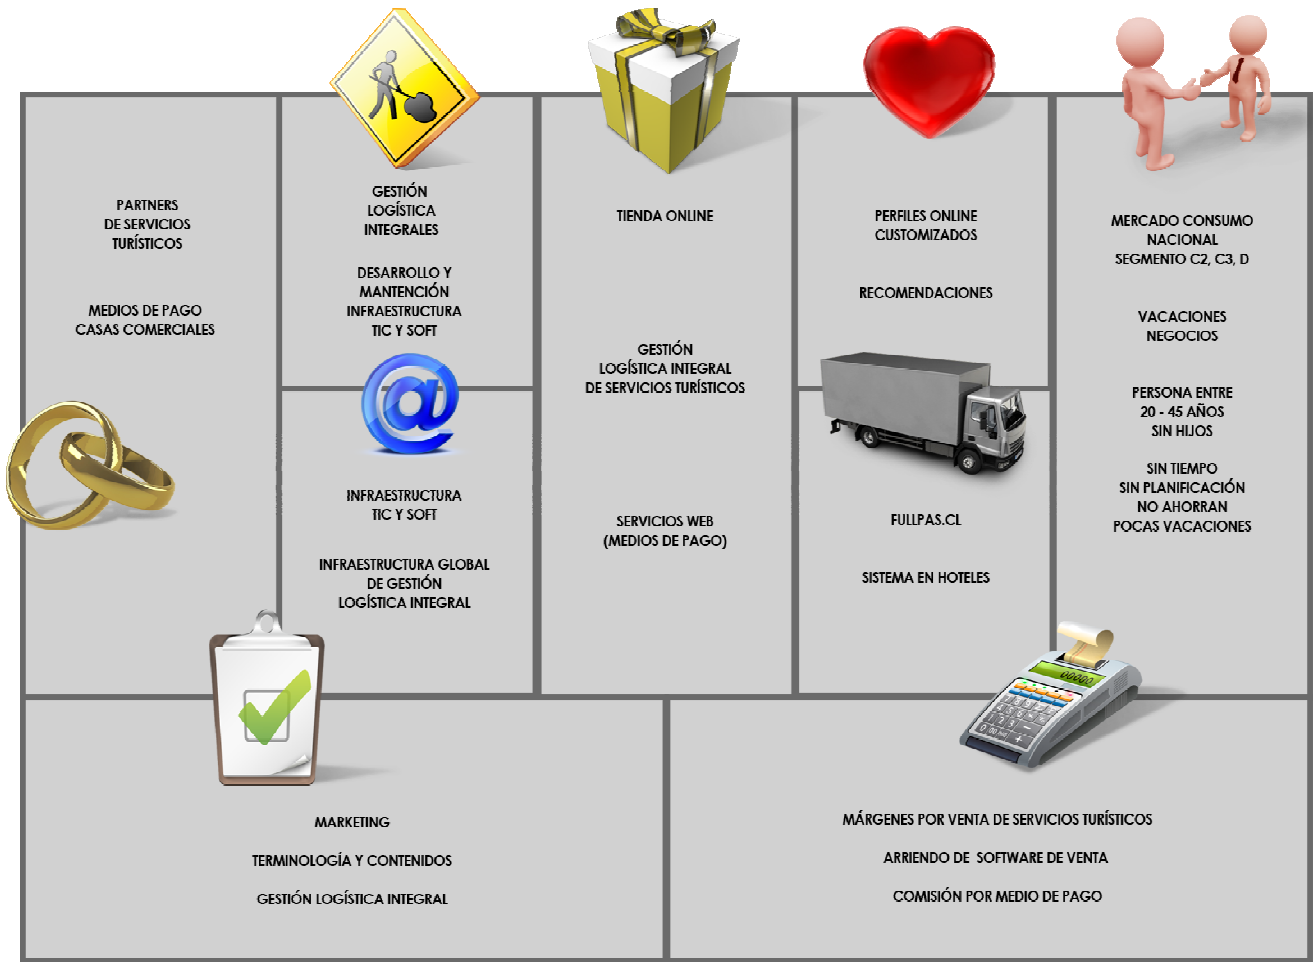 PARTNERS
DE SERVICIOS
TURÍSTICOS
MEDIOS DE PAGO
CASAS COMERCIALES
GESTIÓN
LOGÍSTICA
INTEGRALES
DESARROLLO Y
MANTENCIÓN
INFRAESTRUCTURA
TIC Y SOFT
INFRAESTRUCTURA
TIC Y SOFT
INFRAESTRUCTURA GLOBAL
DE GESTIÓN
LOGÍSTICA INTEGRAL
TIENDA ONLINE
GESTIÓN
LOGÍSTICA INTEGRAL
DE SERVICIOS TURÍSTICOS
SERVICIOS WEB
(MEDIOS DE PAGO)
PERFILES ONLINE
CUSTOMIZADOS
RECOMENDACIONES
FULLPAS.CL
SISTEMA EN HOTELES
MERCADO CONSUMO
NACIONAL
SEGMENTO C2, C3, D
VACACIONES
NEGOCIOS
PERSONA ENTRE
20 - 45 AÑOS
SIN HIJOS
SIN TIEMPO
SIN PLANIFICACIÓN
NO AHORRAN
POCAS VACACIONES
MARKETING
TERMINOLOGÍA Y CONTENIDOS
GESTIÓN LOGÍSTICA INTEGRAL
00000
MÁRGENES POR VENTA DE SERVICIOS TURÍSTICOS
ARRIENDO DE  SOFTWARE DE VENTA
COMISIÓN POR MEDIO DE PAGO